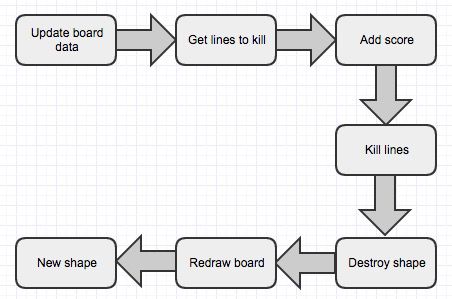 Update board
data
Get lines to kill
Add score
Kill lines
Destroy shape
Redraw board
New shape